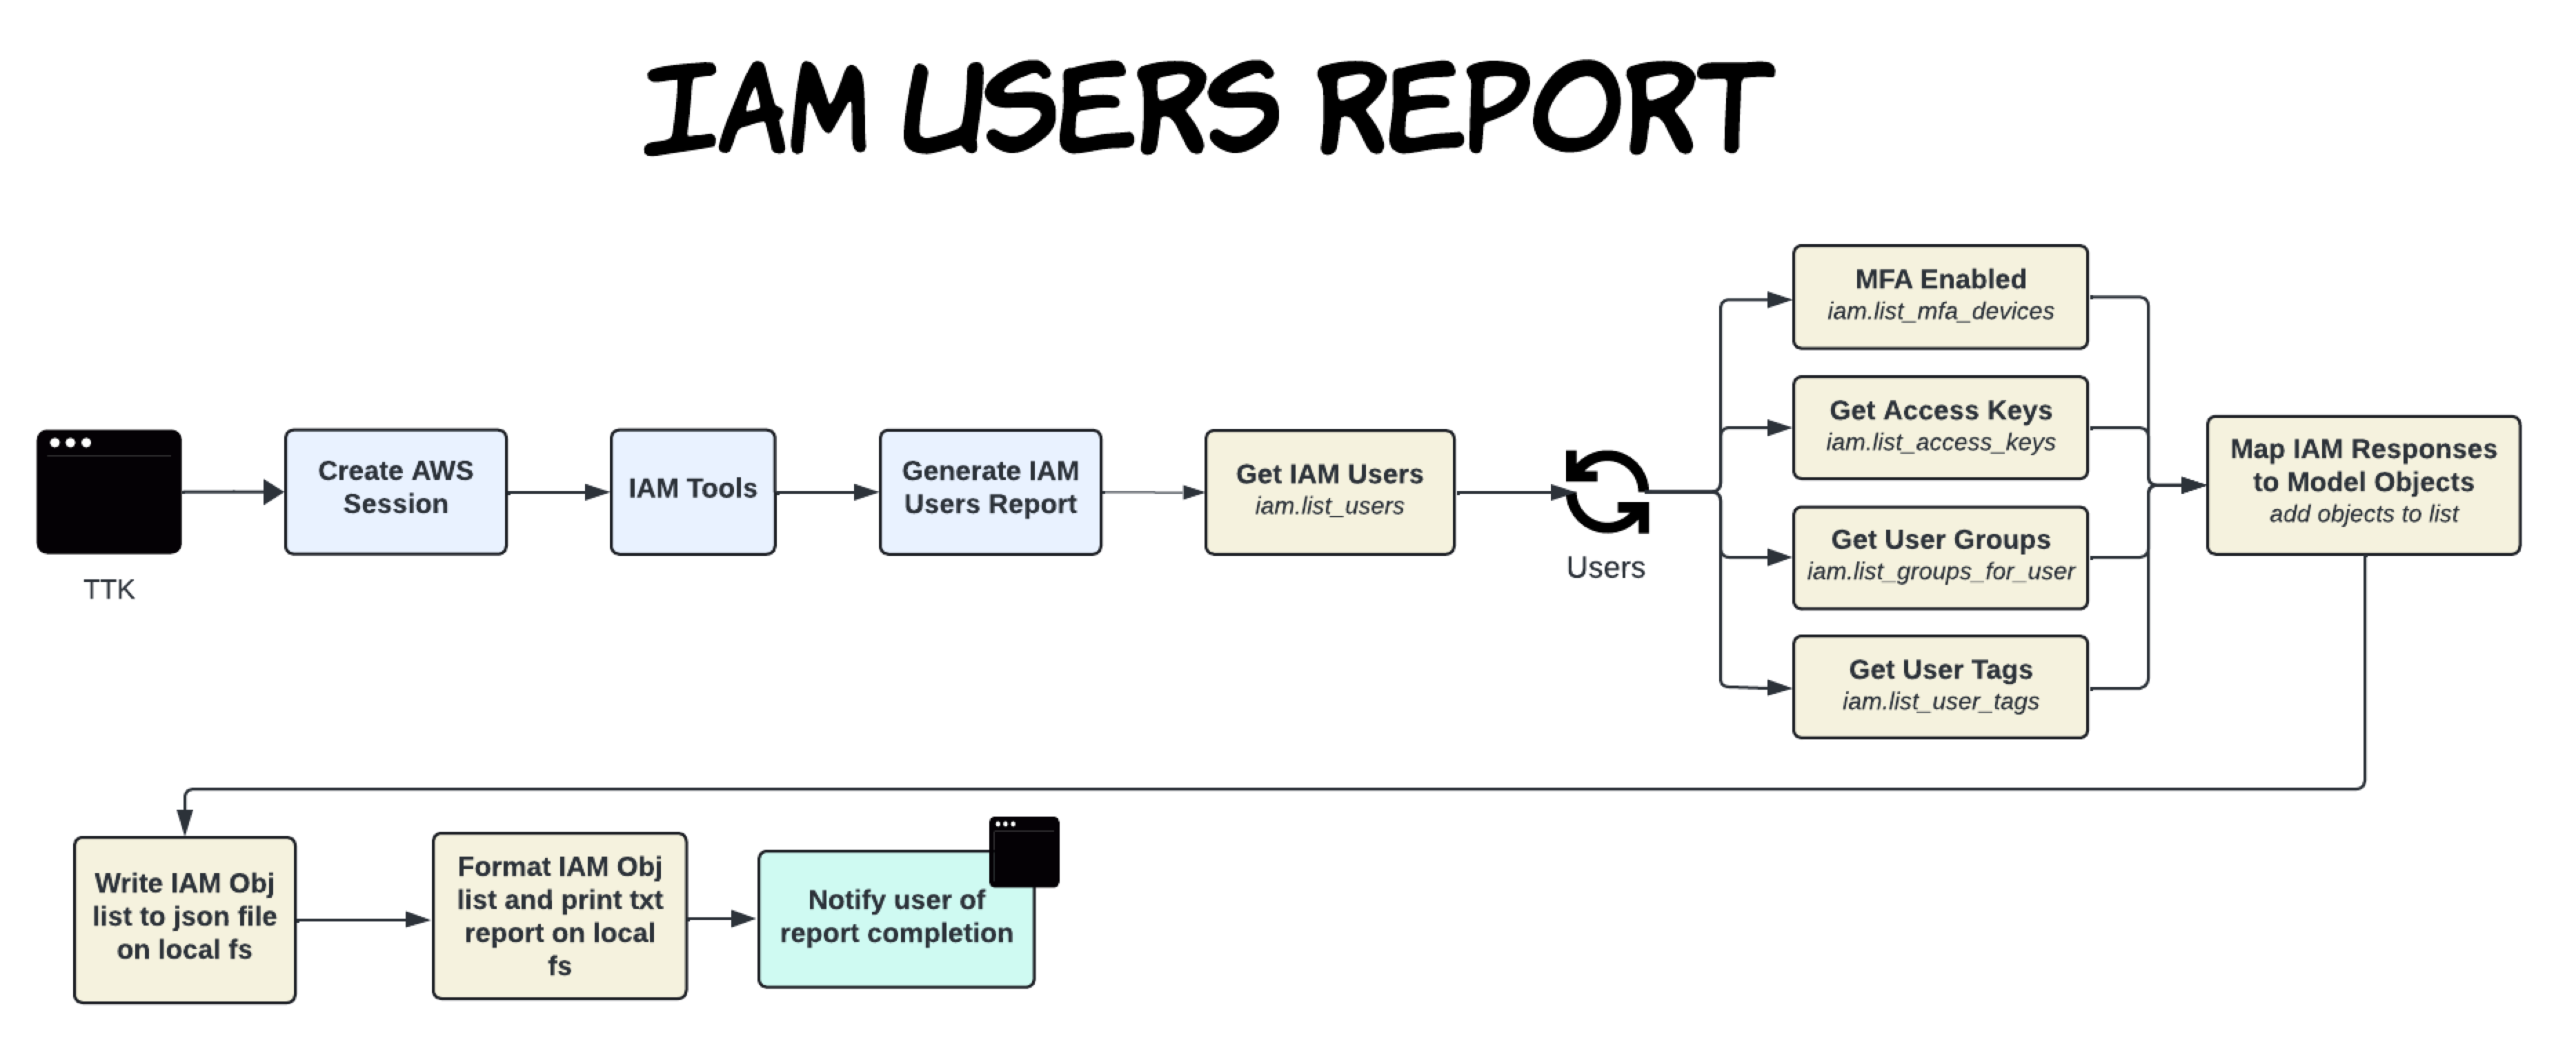 IAM USERS REPORT
TTK
Create AWS
Session
IAM Tools
Generate IAM
Users Report
Get IAM Users
iam.list_users
Users
MFA Enabled
iam.list_mfa_devices
Get Access Keys
iam.list_access_keys
Get User Groups
iam.list_groups_for_user
Get User Tags
iam.list_user_tags
Map IAM Responses
to Model Objects
add objects to list
Write IAM Obj
list to json file
on local fs
Format IAM Obj
list and print txt
report on local
fs
Notify user of
report completion